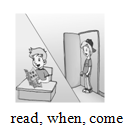 read, when, come